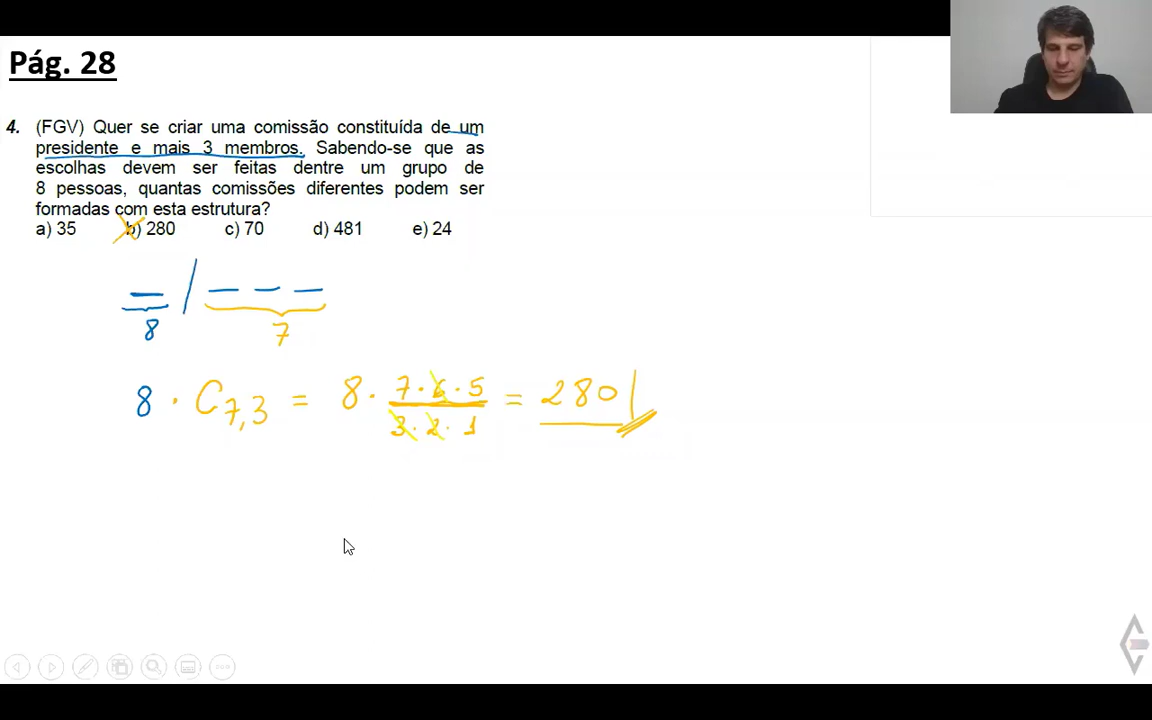 Pág. 28
4. (FGV) Quer se criar uma comissão constituída de um
presidente e mais 3 membros. Sabendo-se que as
escolhas devem ser feitas dentre um grupo de
8 pessoas, quantas comissões diferentes podem ser
formadas com esta estrutura?
a) 35 b) 280 c) 70 d) 481 e) 24
8 7
8 · C7,3 = 8 · 7 · 6 · 5 / 3 · 2 · 1 = 280